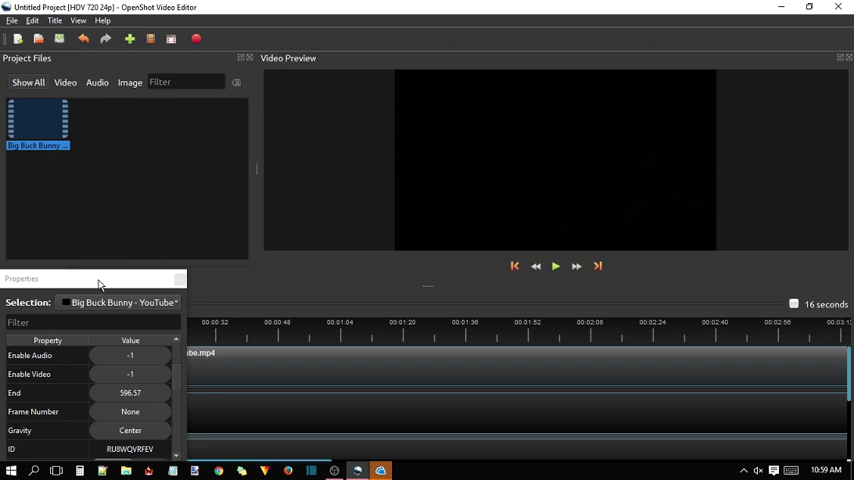 Untitled Project [HDV 720 24p] - OpenShot Video Editor
File Edit Title View Help
Project Files
Video Preview
Show All Video Audio Image Filter
Big Buck Bunny ...
Properties
Selection: Big Buck Bunny - YouTube
16 seconds
Filter
00:00:32 00:00:48 00:01:04 00:01:20 00:01:36 00:01:52 00:02:08 00:02:24 00:02:40 00:02:56 00:03:12
Property Value
Enable Audio -1
ube.mp4
Enable Video -1
End 596.57
Frame Number None
Gravity Center
ID RU8WQVRFEV
10:59 AM